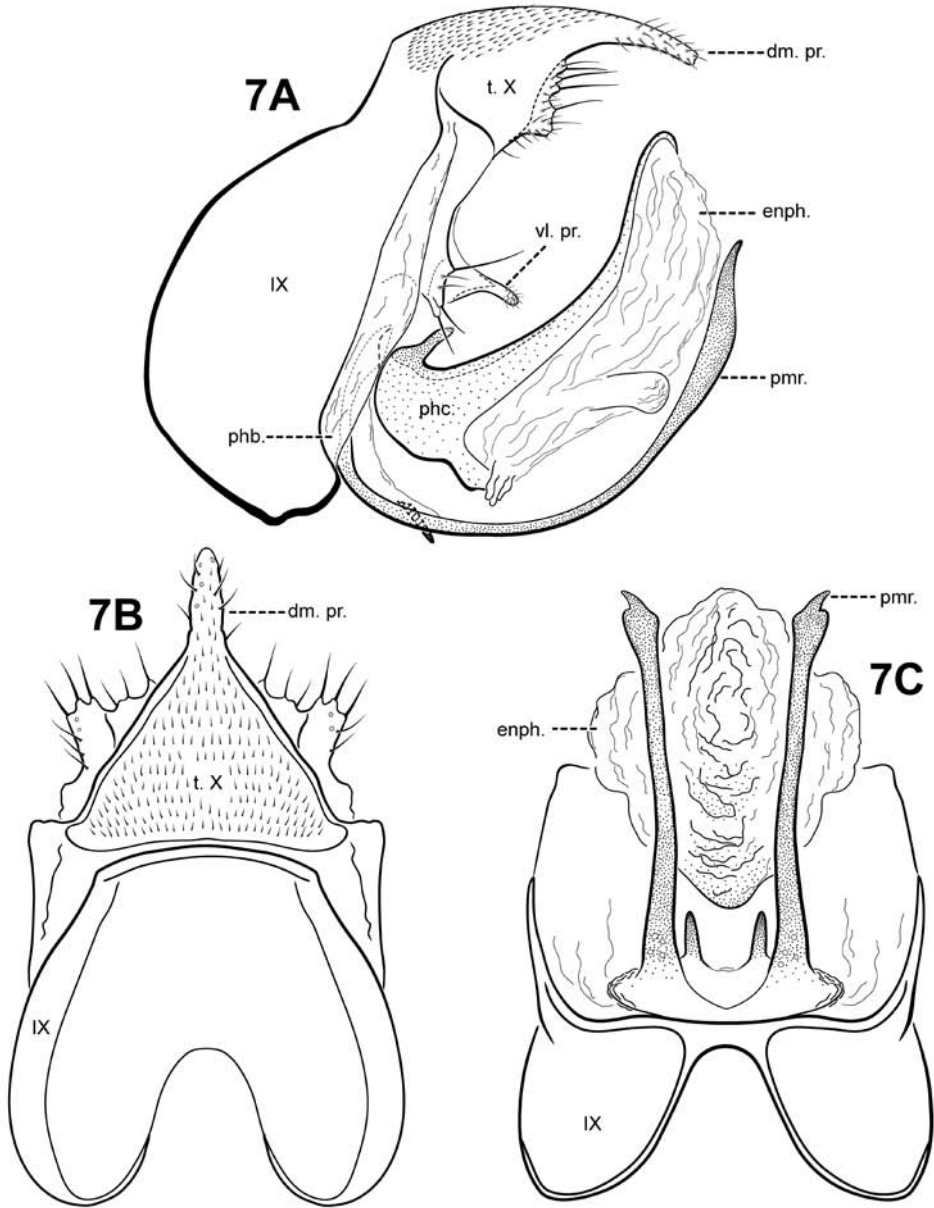 7A
dm. pr.
t. X
enph.
vl. pr.
IX
pmr.
phc.
phb.
7B
dm. pr.
t. X
IX
pmr.
7C
enph.
IX